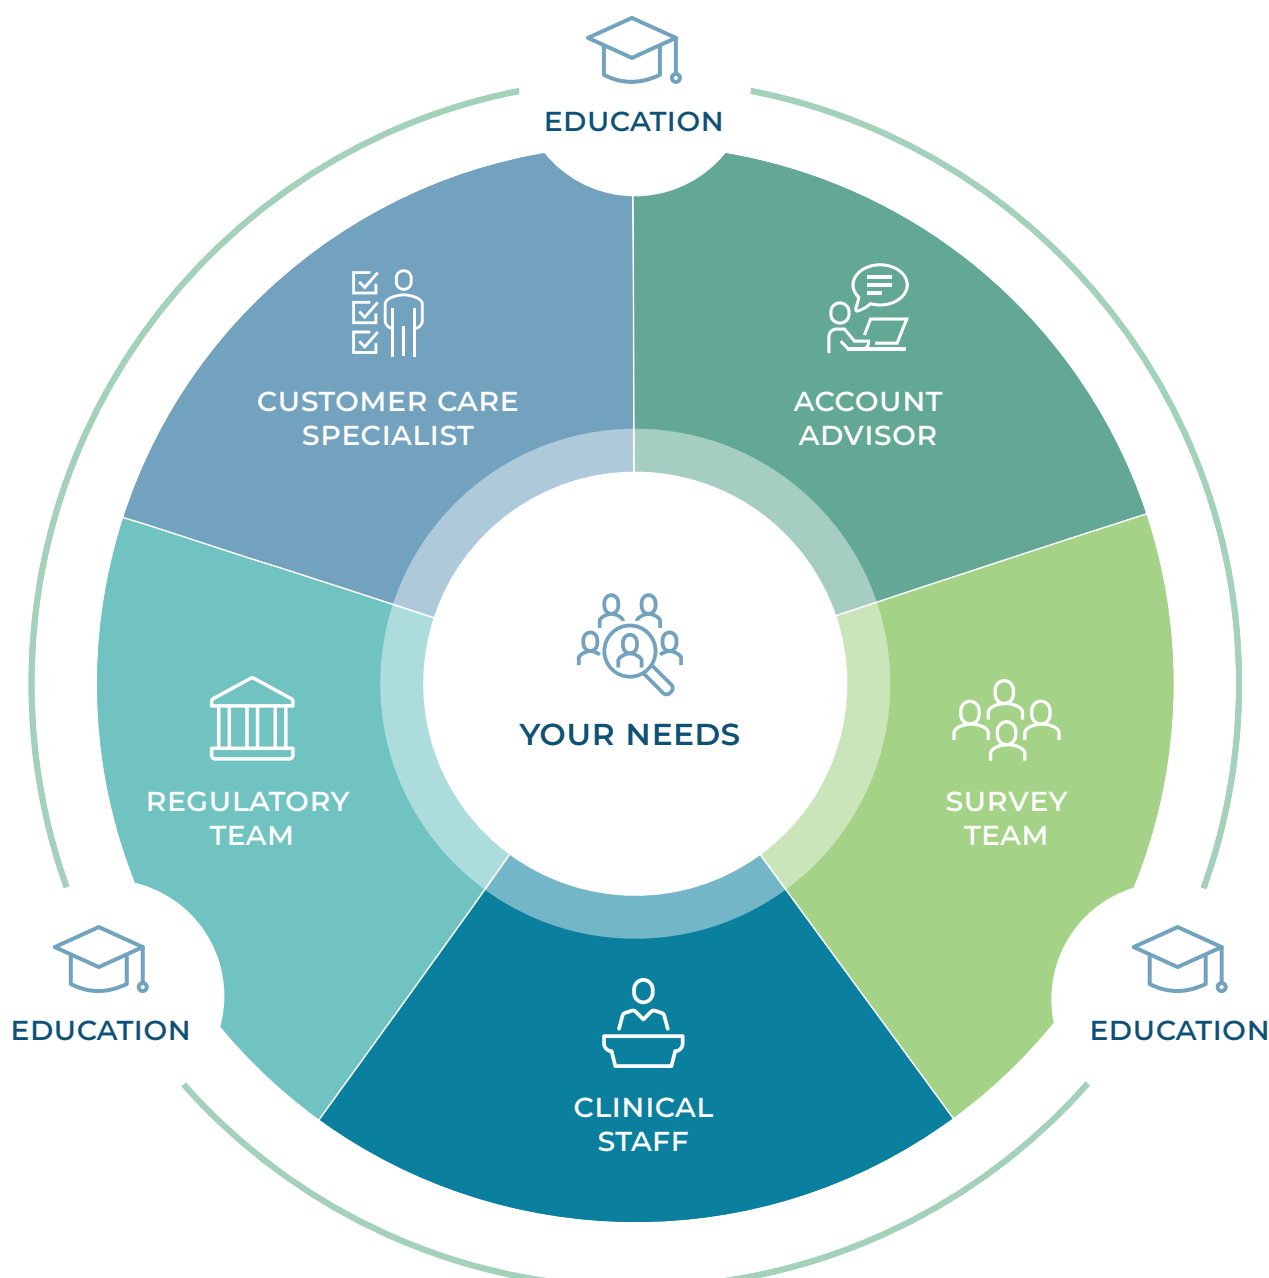 EDUCATION
CUSTOMER CARE
SPECIALIST
ACCOUNT
ADVISOR
YOUR NEEDS
REGULATORY
TEAM
SURVEY
TEAM
EDUCATION
EDUCATION
CLINICAL
STAFF